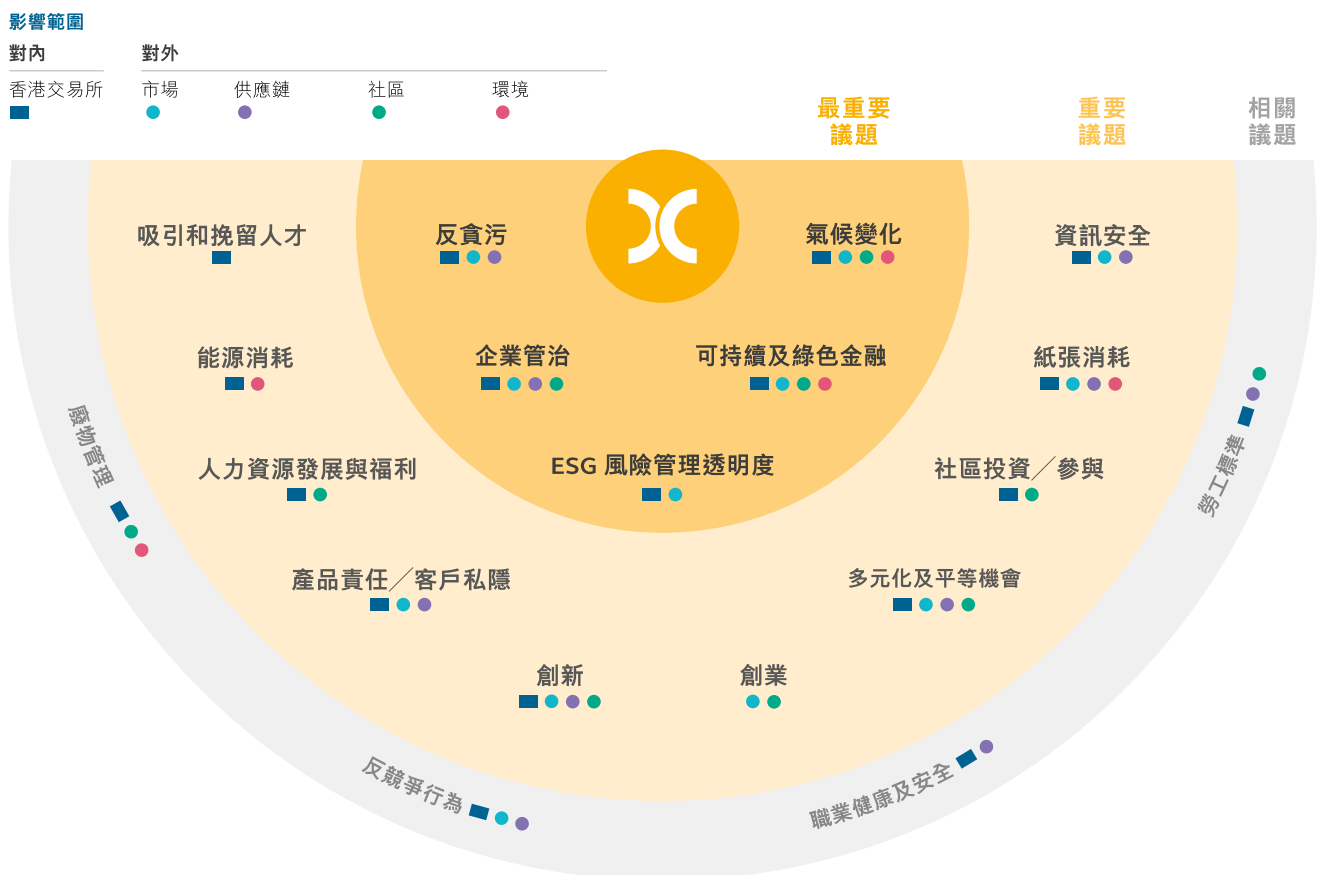 影響範圍
對內
對外
香港交易所
市場
供應鏈
社區
環境
最重要
議題
重要
議題
相關
議題
吸引和挽留人才
反貪污
氣候變化
資訊安全
能源消耗
企業管治
可持續及綠色金融
紙張消耗
廢物管理
人力資源發展與福利
ESG 風險管理透明度
社區投資／參與
勞工標準
產品責任／客戶私隱
多元化及平等機會
創新
創業
反競爭行為
職業健康及安全